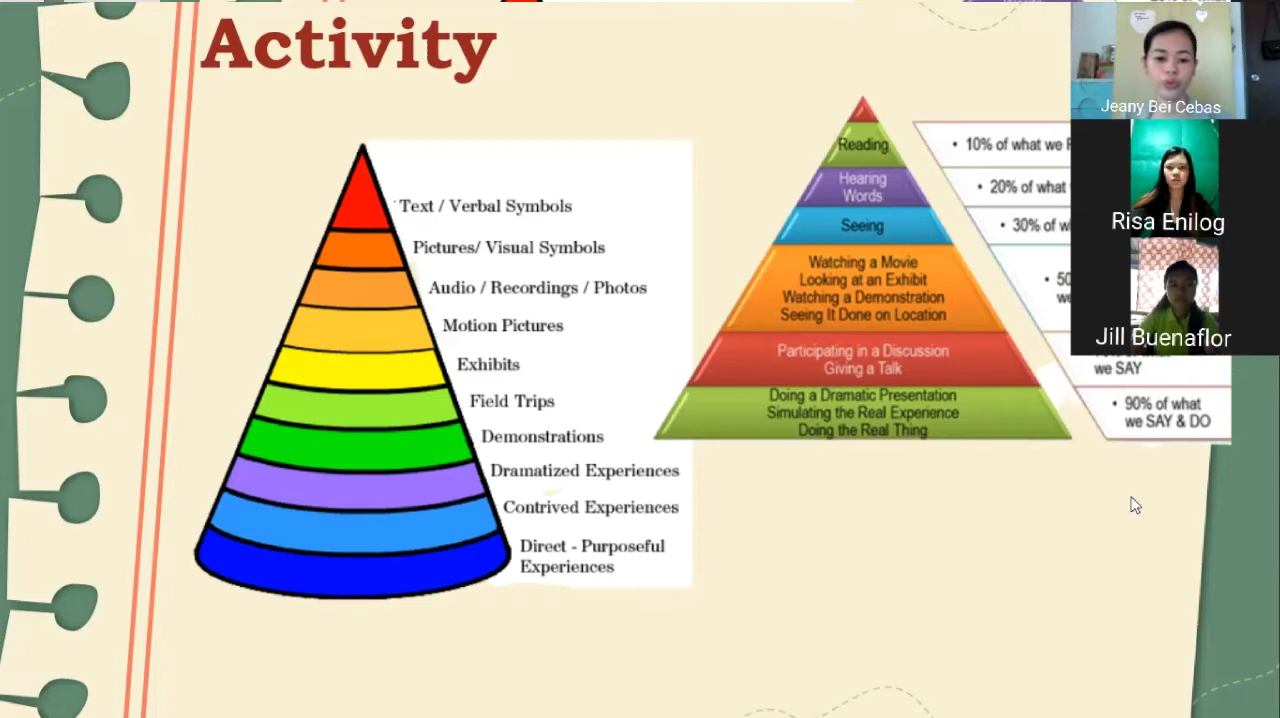 Activity
Text / Verbal Symbols
Pictures/ Visual Symbols
Audio / Recordings / Photos
Motion Pictures
Exhibits
Field Trips
Demonstrations
Dramatized Experiences
Contrived Experiences
Direct - Purposeful
Experiences
Reading
Hearing
Words
Seeing
Watching a Movie
Looking at an Exhibit
Watching a Demonstration
Seeing It Done on Location
Participating in a Discussion
Giving a Talk
Doing a Dramatic Presentation
Simulating the Real Experience
Doing the Real Thing
• 10% of what we
• 20% of what
• 30% of
we SAY
• 90% of what
we SAY & DO
Jeany Bei Cebas
Risa Enilog
Jill Buenaflor